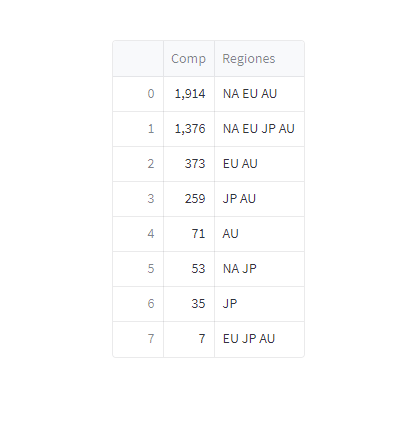 Comp Regiones
0 1,914 NA EU AU
1 1,376 NA EU JP AU
2 373 EU AU
3 259 JP AU
4 71 AU
5 53 NA JP
6 35 JP
7 7 EU JP AU